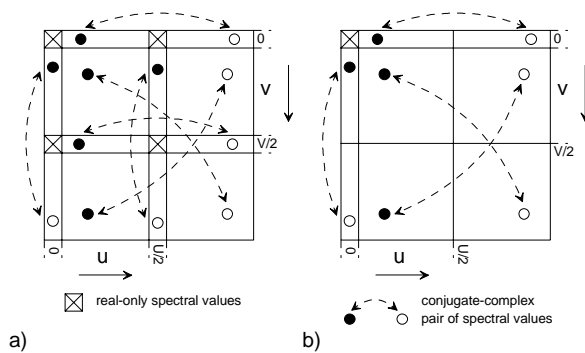 0
0
v
v
V/2
V/2
0
U/2
0
U/2
u
u
real-only spectral values
conjugate-complex
pair of spectral values
a)
b)